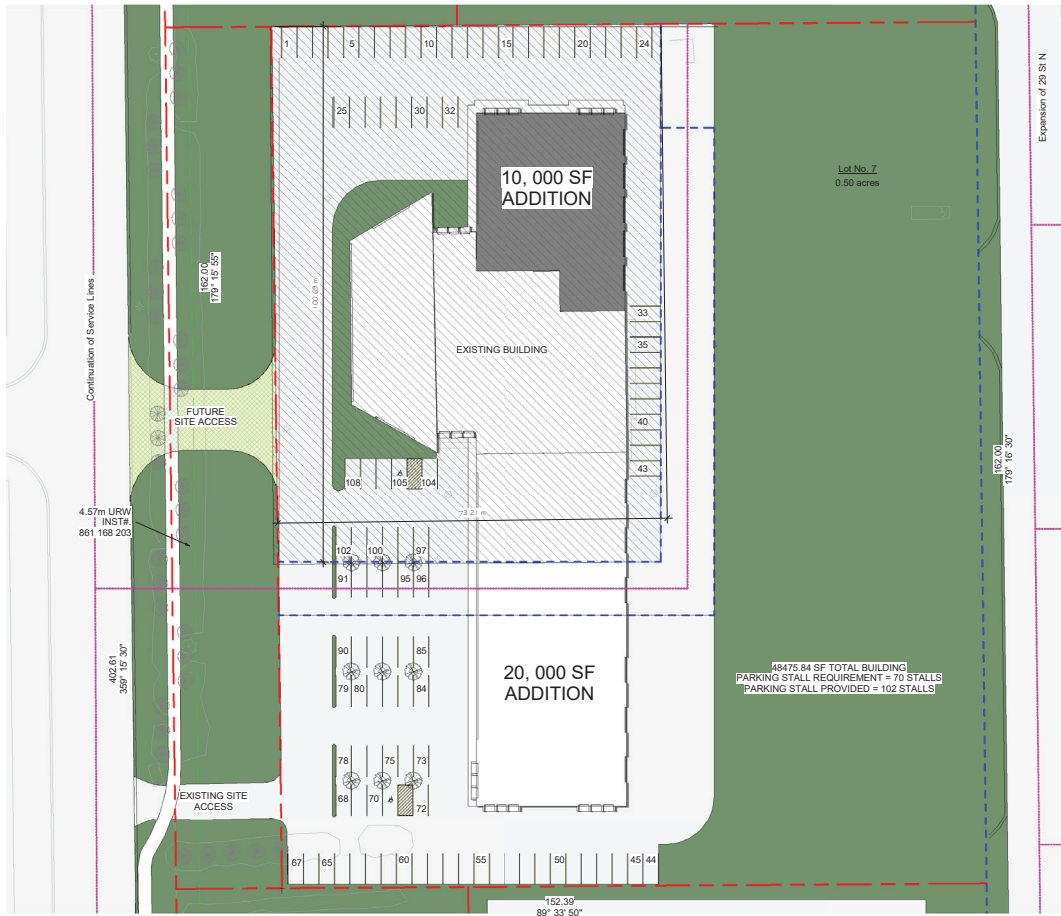 1 5 10 15 20 24
25 30 32
10, 000 SF
ADDITION
Lot No. 7
0.50 acres
Expansion of 29 St N
162.00
179° 15' 55"
100.69 m
Continuation of Service Lines
EXISTING BUILDING
33
35
40
43
FUTURE
SITE ACCESS
108 105 104
162.00
179° 16' 30"
4.57m URW
INST#.
861 168 203
73.21 m
102 100 97
91 95 96
402.61
359° 15' 30"
90 85
79 80 84
20, 000 SF
ADDITION
48475.84 SF TOTAL BUILDING
PARKING STALL REQUIREMENT = 70 STALLS
PARKING STALL PROVIDED = 102 STALLS
78 75 73
68 70 72
EXISTING SITE
ACCESS
67 65 60 55 50 45 44
152.39
89° 33' 50"